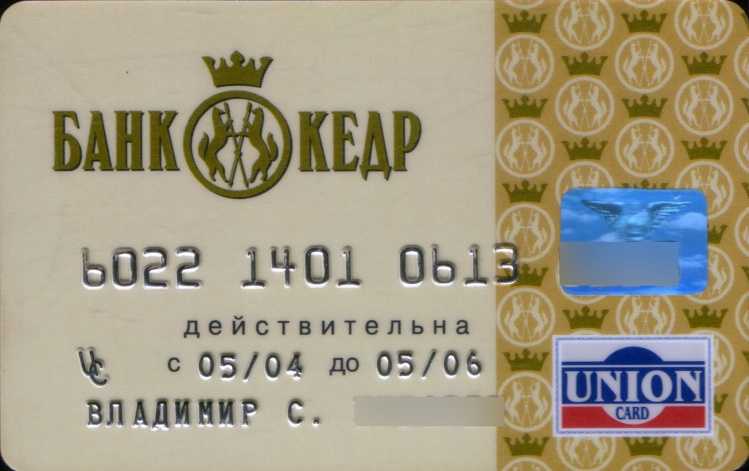 БАНК КЕДР
6022 1401 0613
действительна
UC с 05/04 до 05/06
ВЛАДИМИР С.
UNION
CARD